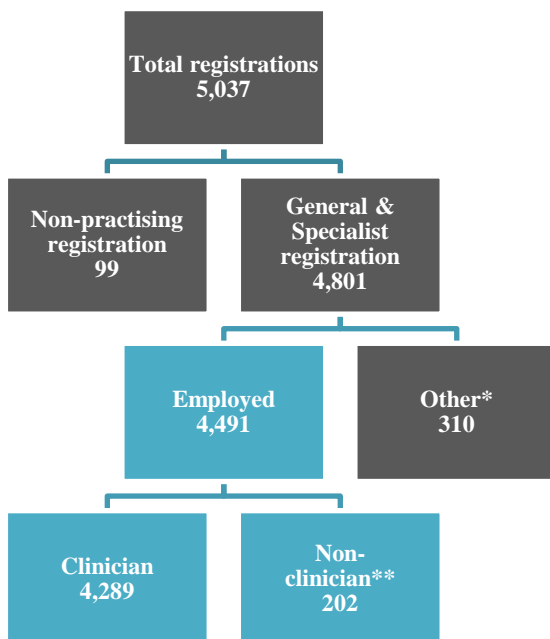 Total registrations
5,037
Non-practising
registration
99
General &
Specialist
registration
4,801
Employed
4,491
Other*
310
Clinician
4,289
Non-
clinician**
202